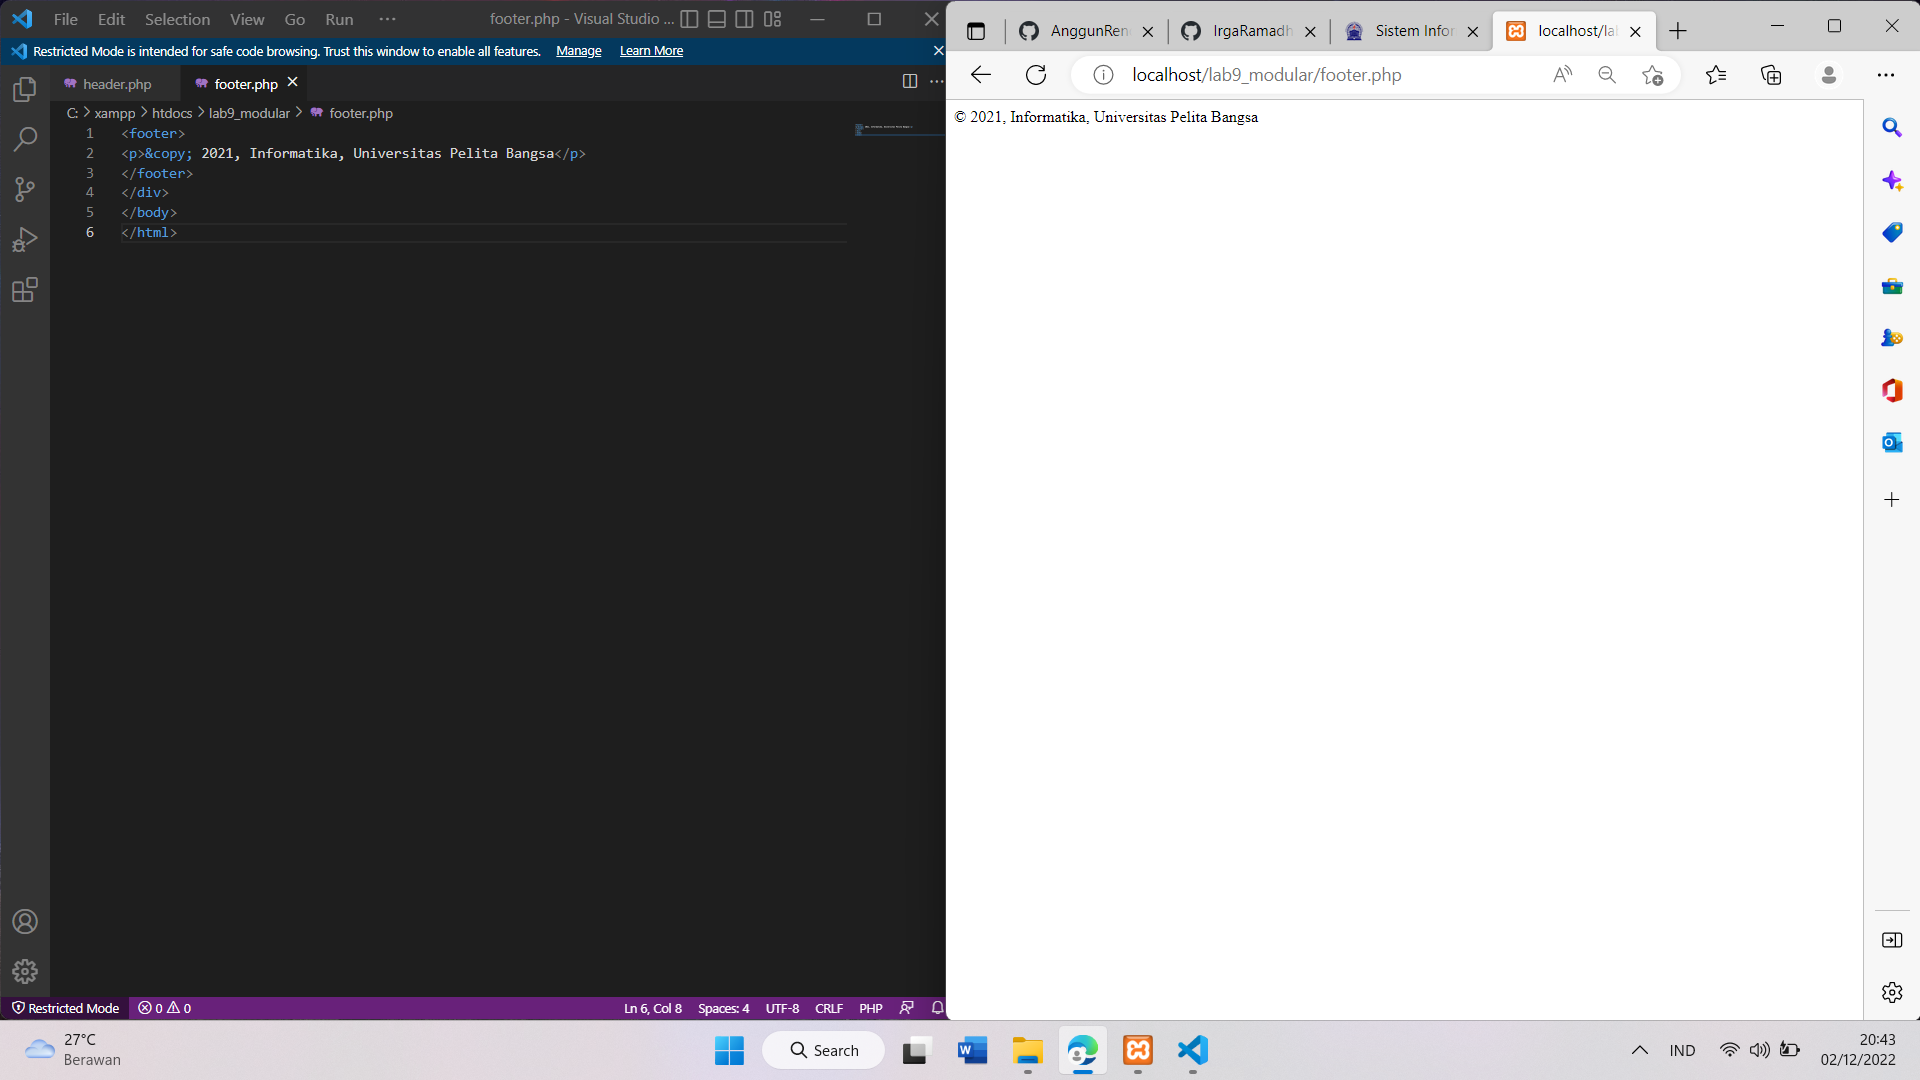 File Edit Selection View Go Run ··· footer.php - Visual Studio ...
Restricted Mode is intended for safe code browsing. Trust this window to enable all features. Manage Learn More
header.php footer.php
C: > xampp > htdocs > lab9_modular > footer.php
1 <footer>
2 <p>&copy; 2021, Informatika, Universitas Pelita Bangsa</p>
3 </footer>
4 </div>
5 </body>
6 </html>
Restricted Mode 0 0 Ln 6, Col 8 Spaces: 4 UTF-8 CRLF PHP
AnggunRen IrgaRamadh Sistem Infor localhost/lal
localhost/lab9_modular/footer.php
© 2021, Informatika, Universitas Pelita Bangsa
27°C
Berawan
Search
IND
20:43
02/12/2022